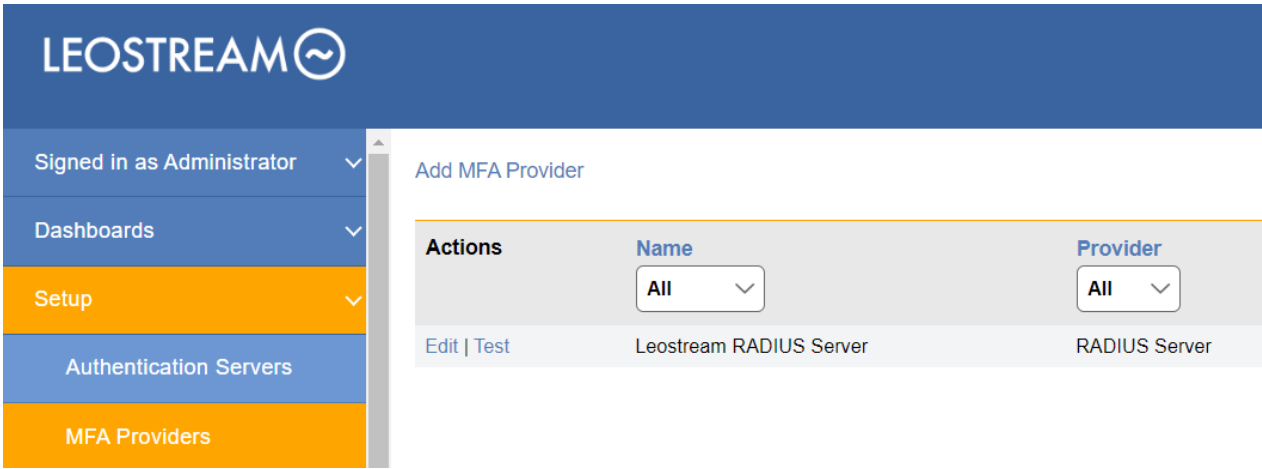 LEOSTREAM
Signed in as Administrator
Dashboards
Setup
Authentication Servers
MFA Providers
Add MFA Provider
Actions Name Provider
All All
Edit | Test Leostream RADIUS Server RADIUS Server